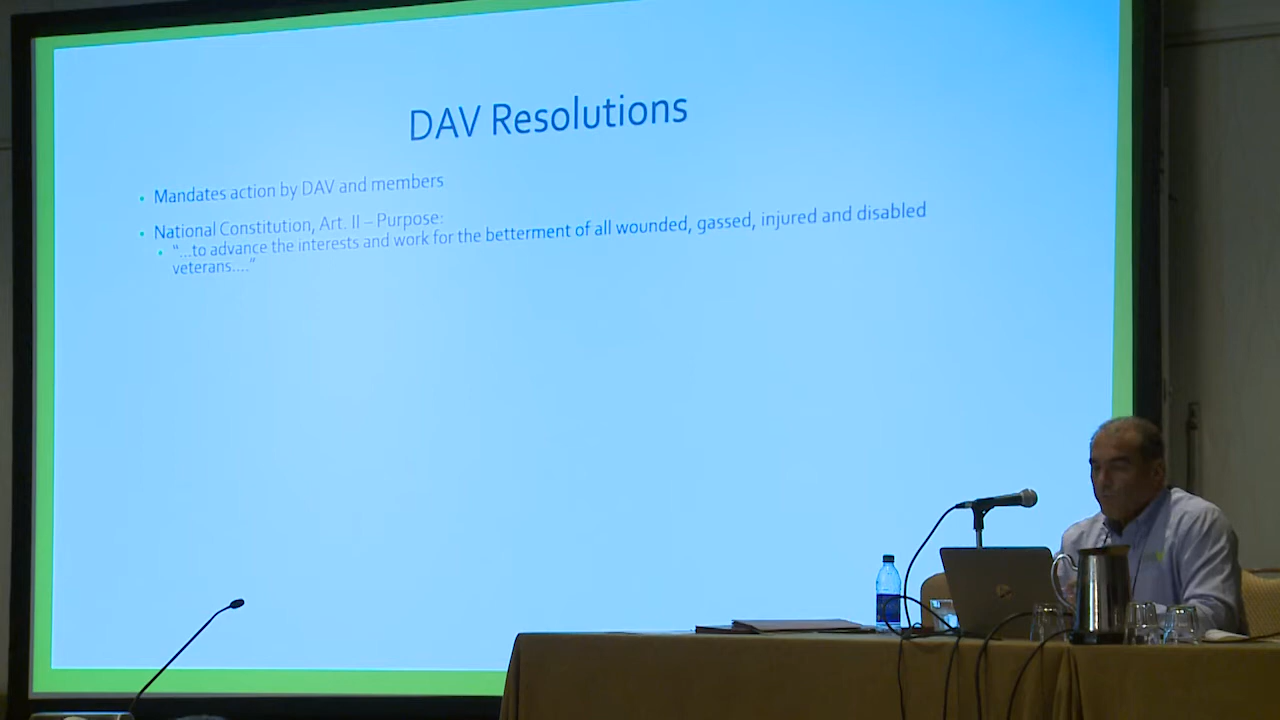 DAV Resolutions
• Mandates action by DAV and members
• National Constitution, Art. II – Purpose:
• “...to advance the interests and work for the betterment of all wounded, gassed, injured and disabled
veterans....”